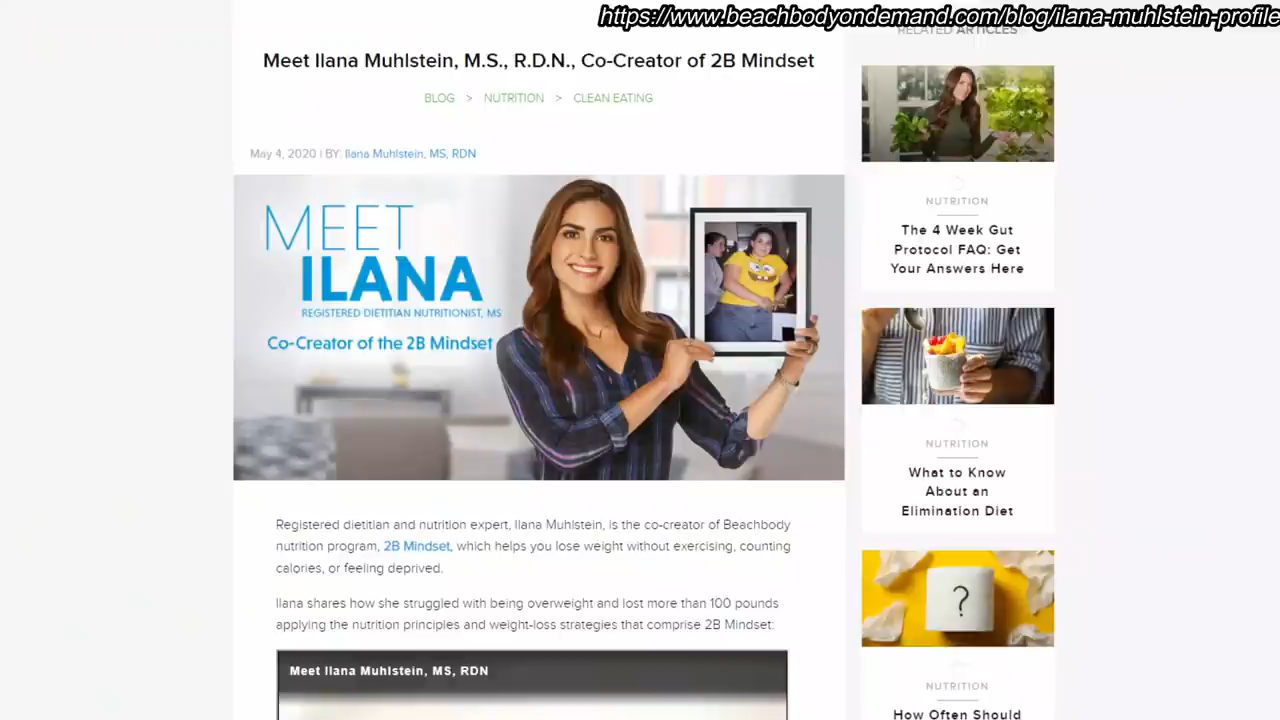 https://www.beachbodyondemand.com/blog/ilana-muhlstein-profile
RELATED ARTICLES
Meet Ilana Muhlstein, M.S., R.D.N., Co-Creator of 2B Mindset
BLOG > NUTRITION > CLEAN EATING
May 4, 2020 | BY: Ilana Muhlstein, MS, RDN
MEET
ILANA
REGISTERED DIETITIAN NUTRITIONIST, MS
Co-Creator of the 2B Mindset
Registered dietitian and nutrition expert, Ilana Muhlstein, is the co-creator of Beachbody
nutrition program, 2B Mindset, which helps you lose weight without exercising, counting
calories, or feeling deprived.
Ilana shares how she struggled with being overweight and lost more than 100 pounds
applying the nutrition principles and weight-loss strategies that comprise 2B Mindset:
Meet Ilana Muhlstein, MS, RDN
NUTRITION
The 4 Week Gut
Protocol FAQ: Get
Your Answers Here
NUTRITION
What to Know
About an
Elimination Diet
?
NUTRITION
How Often Should